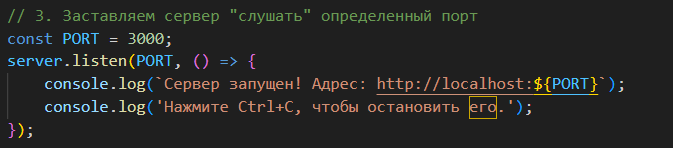 // 3. Заставляем сервер "слушать" определенный порт
const PORT = 3000;
server.listen(PORT, () => {
    console.log(`Сервер запущен! Адрес: http://localhost:${PORT}`);
    console.log('Нажмите Ctrl+C, чтобы остановить его.');
});